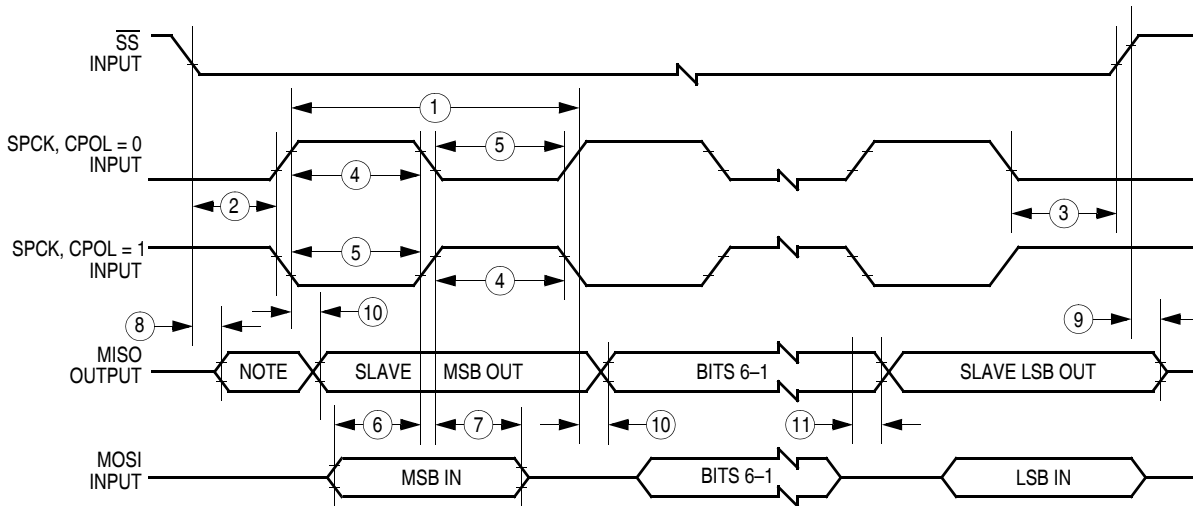 SS
INPUT
1
SPCK, CPOL = 0
INPUT
5
4
2
3
SPCK, CPOL = 1
INPUT
5
4
8
10
9
MISO
OUTPUT
NOTE
SLAVE MSB OUT
BITS 6–1
SLAVE LSB OUT
6
7
10
11
MOSI
INPUT
MSB IN
BITS 6–1
LSB IN